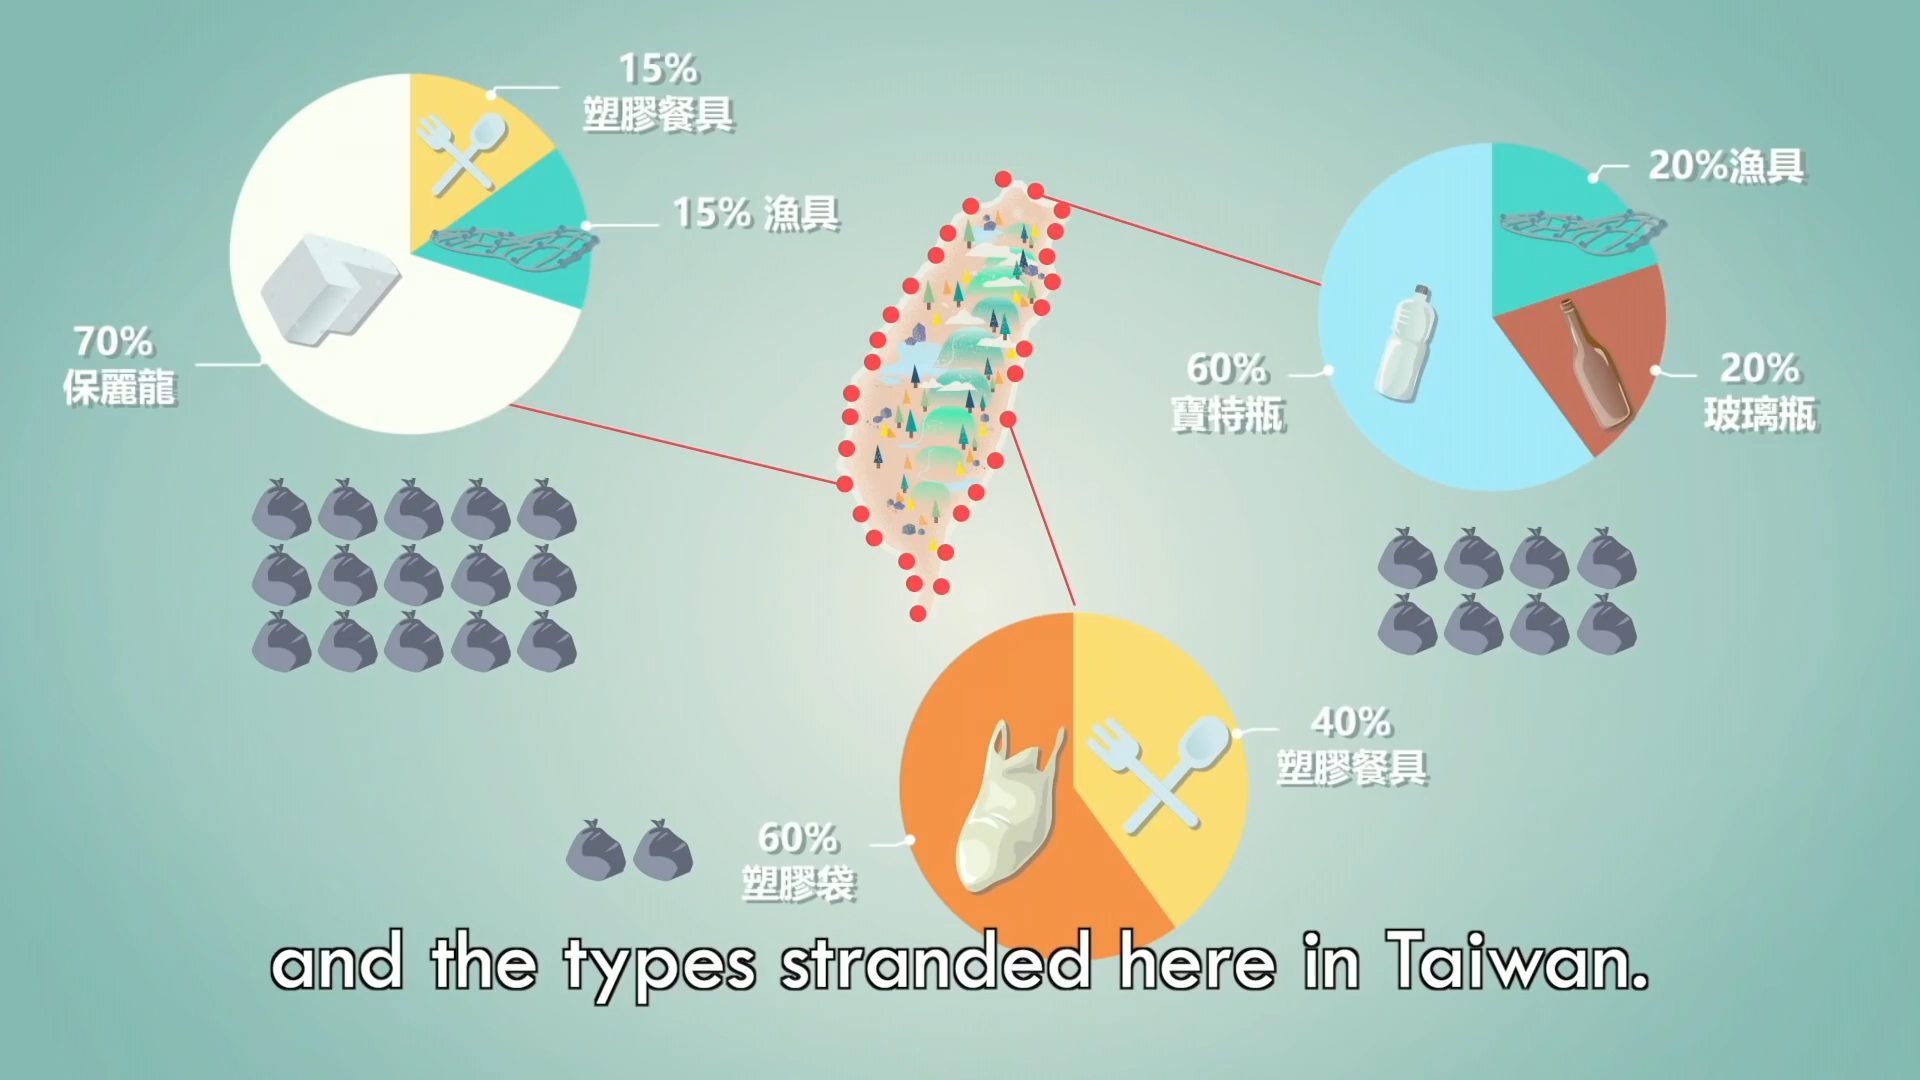 15%
塑膠餐具
15% 漁具
70%
保麗龍
20%漁具
60%
寶特瓶
20%
玻璃瓶
40%
塑膠餐具
60%
塑膠袋
and the types stranded here in Taiwan.